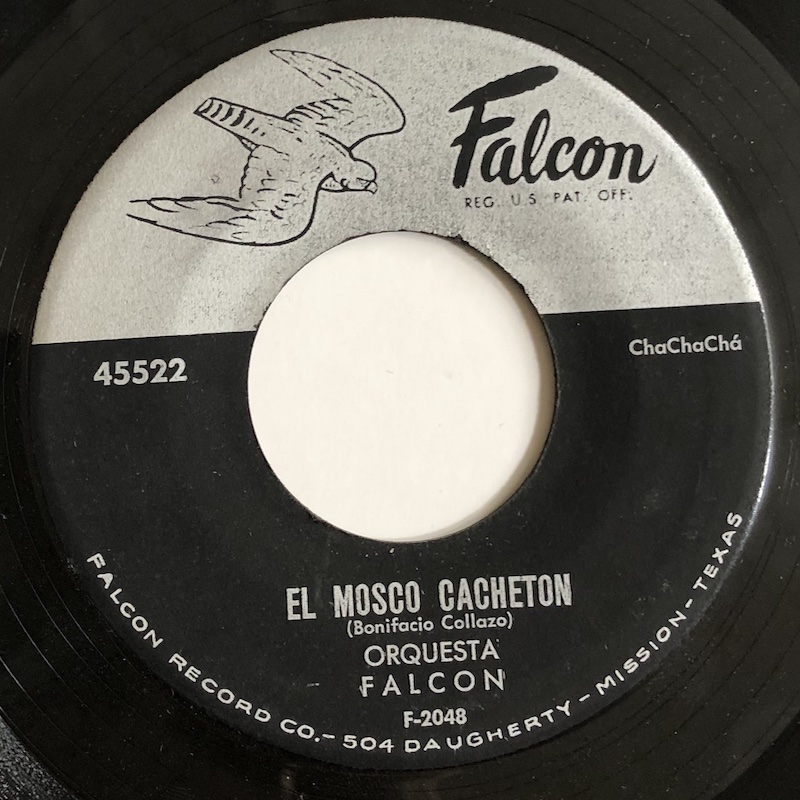 Falcon
REG. U.S. PAT. OFF.
ChaChaChá
45522
EL MOSCO CACHETON
(Bonifacio Collazo)
ORQUESTA
FALCON
F-2048
FALCON RECORD CO.-504 DAUGHERTY-MISSION-TEXAS